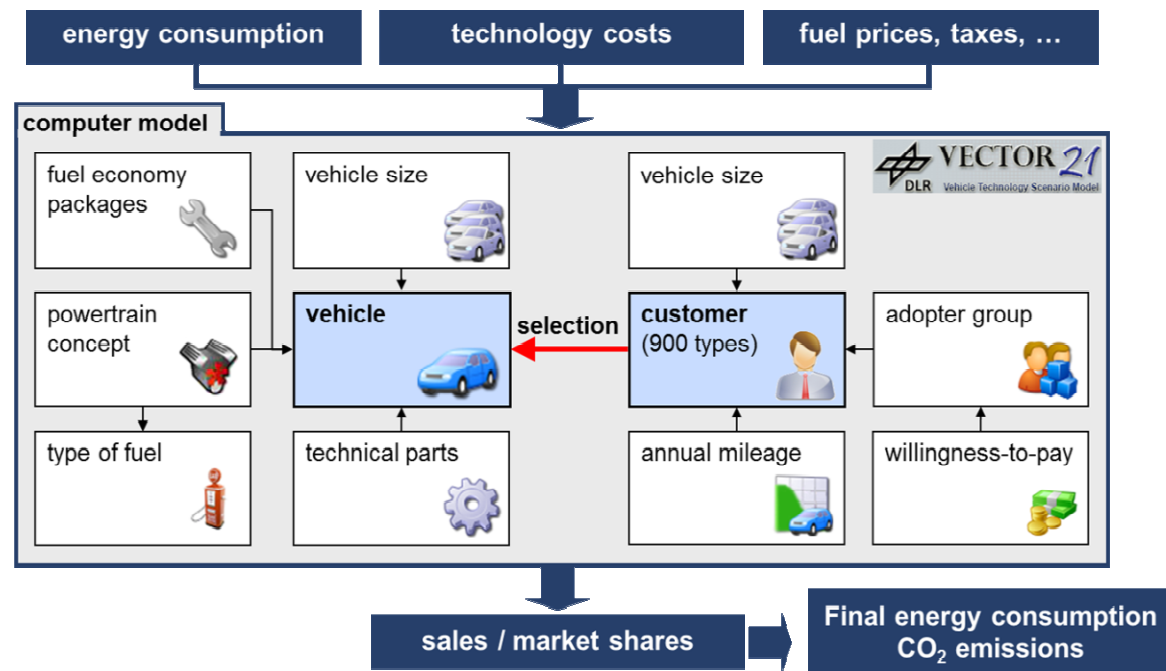 energy consumption
technology costs
fuel prices, taxes, …
computer model
fuel economy
packages
vehicle size
vehicle size
DLR
VECTOR 21
Vehicle Technology Scenario Model
powertrain
concept
vehicle
selection
customer
(900 types)
adopter group
type of fuel
technical parts
annual mileage
willingness-to-pay
sales / market shares
Final energy consumption
CO₂ emissions